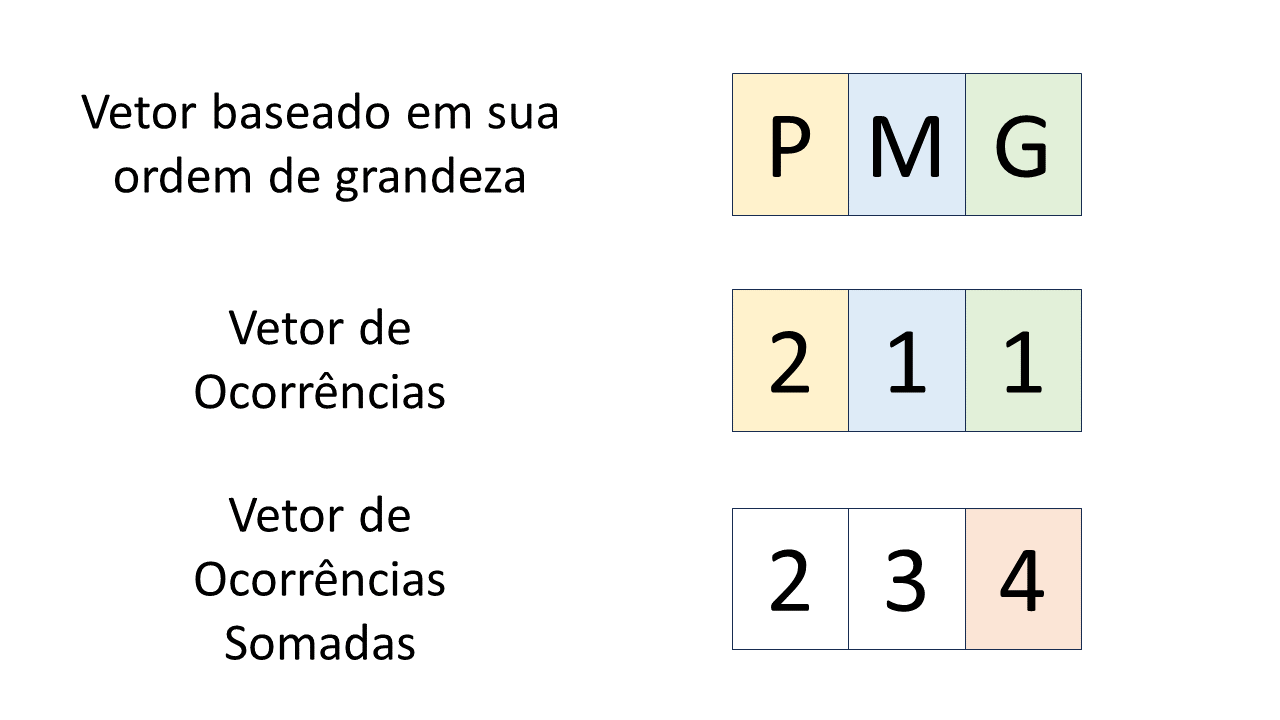 Vetor baseado em sua
ordem de grandeza
P M G
Vetor de
Ocorrências
2 1 1
Vetor de
Ocorrências
Somadas
2 3 4